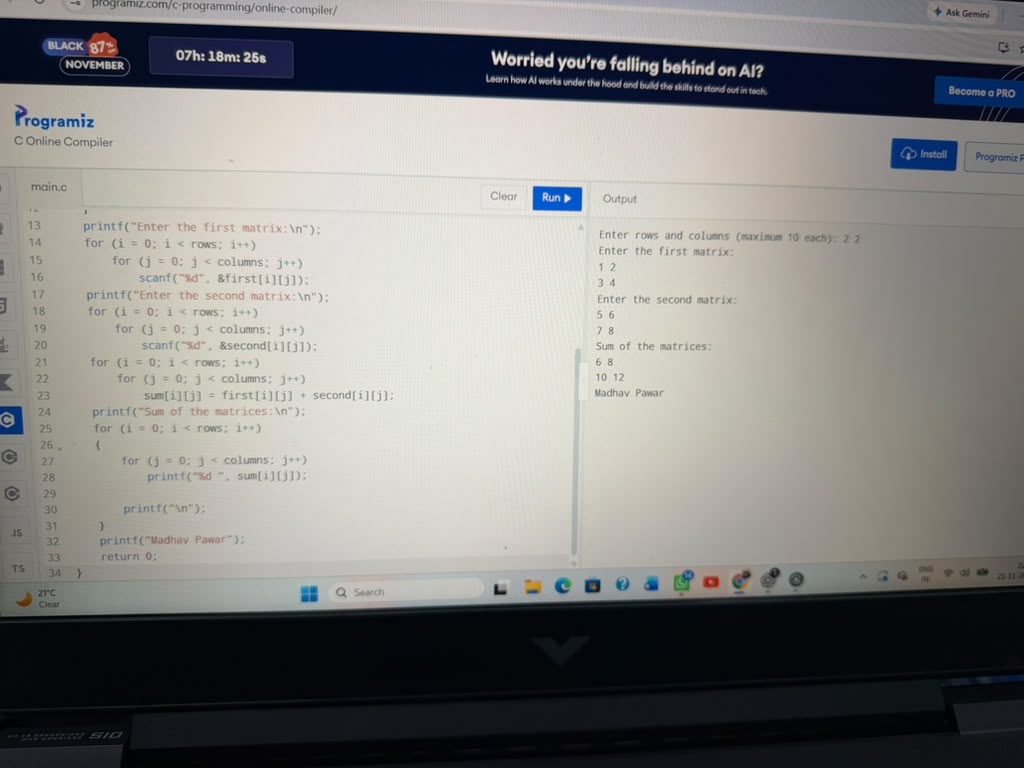 programiz.com/c-programming/online-compiler/
Ask Gemini
BLACK 87%
NOVEMBER
07h: 18m: 25s
Worried you're falling behind on AI?
Learn how AI works under the hood and build the skills to stand out in tech.
Become a PRO
Programiz
C Online Compiler
Install
Programiz
main.c
Clear
Run
Output
13 printf("Enter the first matrix:\n");
14 for (i = 0; i < rows; i++)
15 for (j = 0; j < columns; j++)
16 scanf("%d", &first[i][j]);
17 printf("Enter the second matrix:\n");
18 for (i = 0; i < rows; i++)
19 for (j = 0; j < columns; j++)
20 scanf("%d", &second[i][j]);
21 for (i = 0; i < rows; i++)
22 for (j = 0; j < columns; j++)
23 sum[i][j] = first[i][j] + second[i][j];
24 printf("Sum of the matrices:\n");
25 for (i = 0; i < rows; i++)
26 {
27 for (j = 0; j < columns; j++)
28 printf("%d ", sum[i][j]);
29
30 printf("\n");
31 }
32 printf("Madhav Pawar");
33 return 0;
34 }
JS
TS
Enter rows and columns (maximum 10 each): 2 2
Enter the first matrix:
1 2
3 4
Enter the second matrix:
5 6
7 8
Sum of the matrices:
6 8
10 12
Madhav Pawar
21°C
Clear
Search
ENG
IN